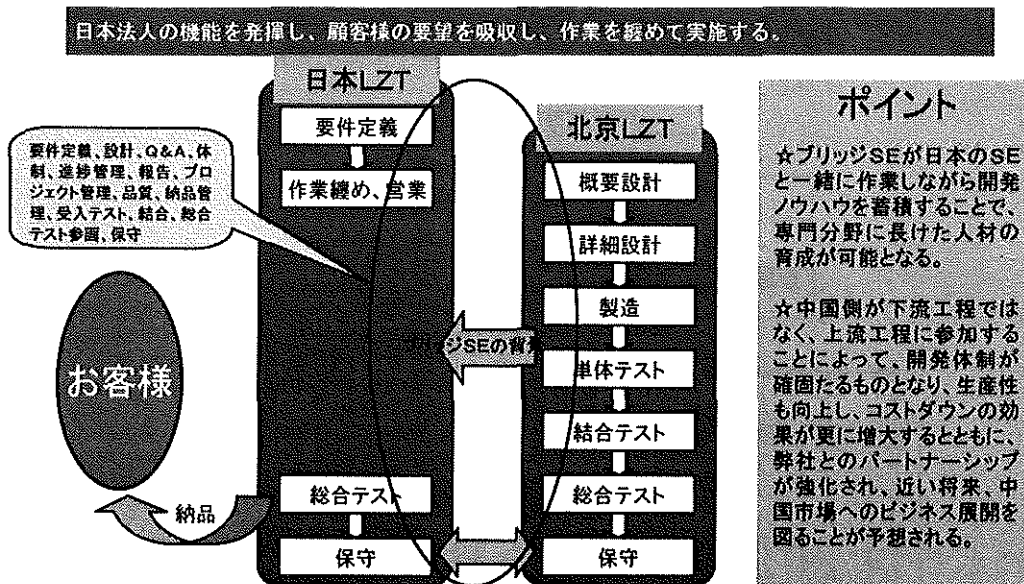 日本法人の機能を発揮し、顧客様の要望を吸収し、作業を纏めて実施する。
日本LZT
要件定義
作業纏め、営業
総合テスト
保守
要件定義、設計、Q&A、体
制、進捗管理、報告、プロ
ジェクト管理、品質、納品管
理、受入テスト、結合、総合
テスト参画、保守
お客様
納品
ジSEの背景
北京LZT
概要設計
詳細設計
製造
単体テスト
結合テスト
総合テスト
保守
ポイント
☆ブリッジSEが日本のSE
と一緒に作業しながら開発
ノウハウを蓄積することで、
専門分野に長けた人材の
育成が可能となる。
☆中国側が下流工程では
なく、上流工程に参加する
ことによって、開発体制が
確固たるものとなり、生産性
も向上し、コストダウンの効
果が更に増大するとともに、
弊社とのパートナーシップ
が強化され、近い将来、中
国市場へのビジネス展開を
図ることが予想される。